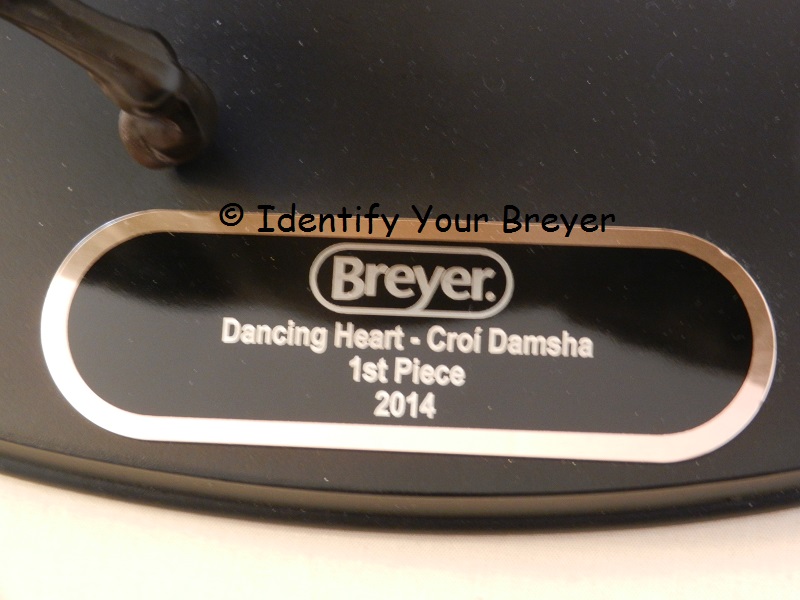 © Identify Your Breyer
Breyer.
Dancing Heart - Croí Damsha
1st Piece
2014